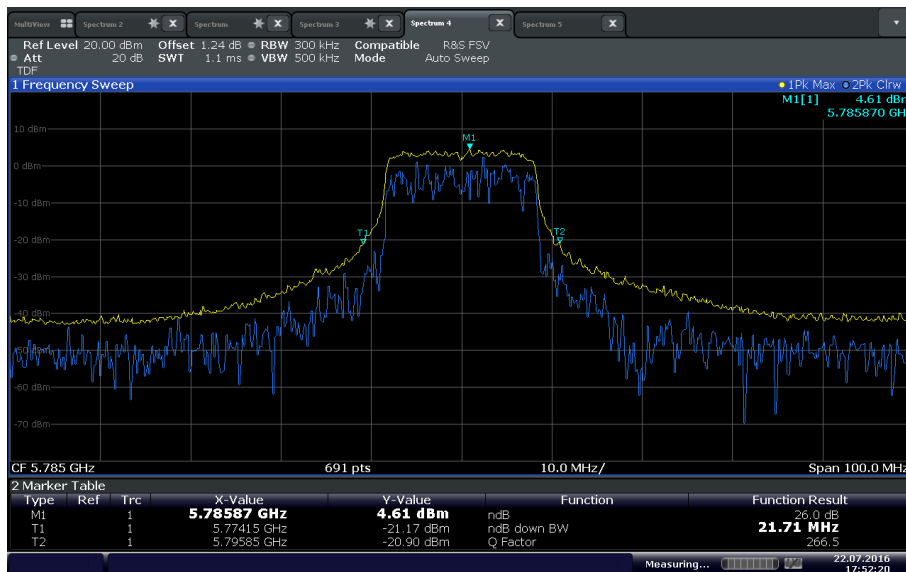 MultiView Spectrum 2 X Spectrum X Spectrum 3 X Spectrum 4 X Spectrum 5 X
Ref Level 20.00 dBm Offset 1.24 dB RBW 300 kHz Compatible R&S FSV
Att 20 dB SWT 1.1 ms VBW 500 kHz Mode Auto Sweep
TDF
1 Frequency Sweep 1Pk Max 2Pk Clrw
M1[1] 4.61 dBm
5.785870 GH
10 dBm
M1
0 dBm
-10 dBm
-20 dBm
T1 T2
-30 dBm
-40 dBm
-50 dBm
-60 dBm
-70 dBm
CF 5.785 GHz 691 pts 10.0 MHz/ Span 100.0 MHz
2 Marker Table
Type Ref Trc X-Value Y-Value Function Function Result
M1 1 5.78587 GHz 4.61 dBm ndB 26.0 dB
T1 1 5.77415 GHz -21.17 dBm ndB down BW 21.71 MHz
T2 1 5.79585 GHz -20.90 dBm Q Factor 266.5
Measuring... 22.07.2016
17:52:20